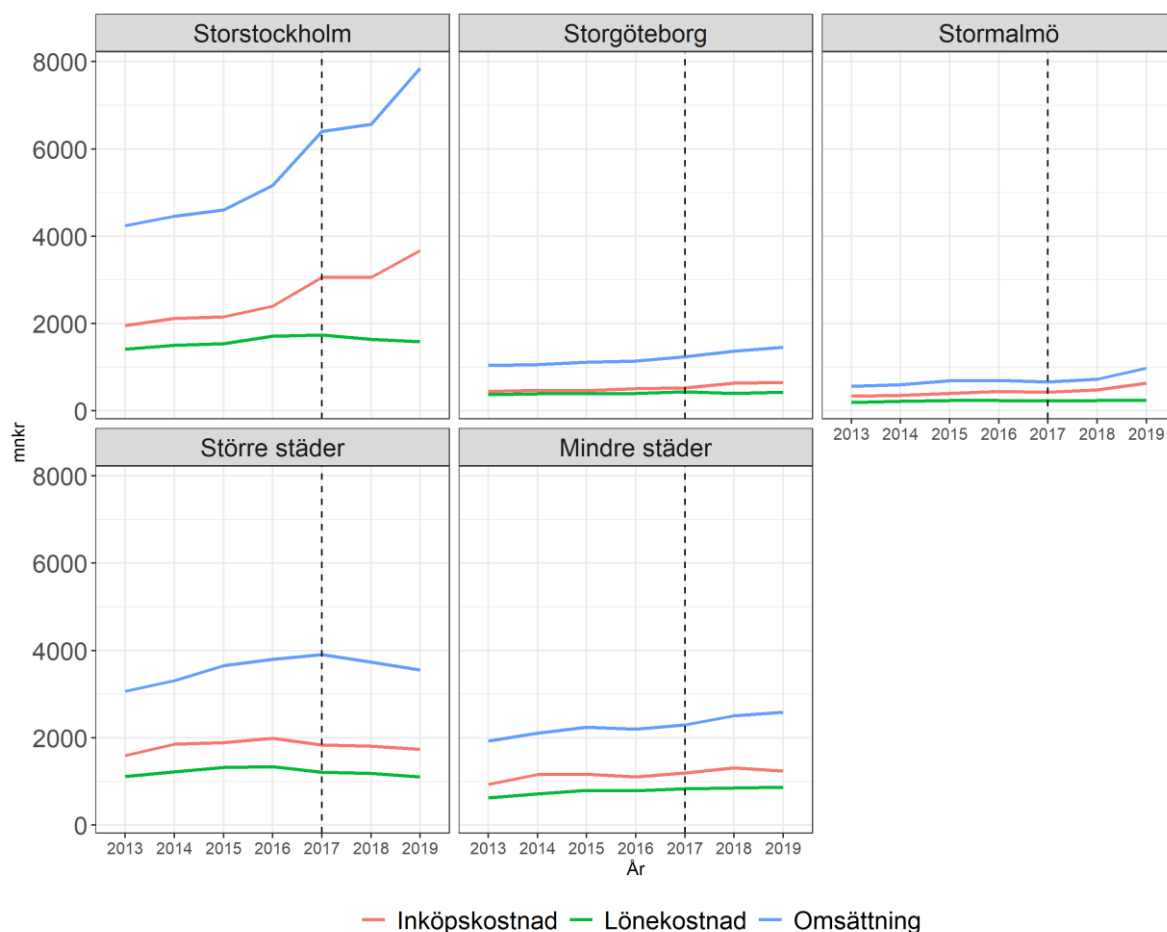 Storstockholm Storgöteborg Stormalmö
8000
6000
4000
2000
0
2013 2014 2015 2016 2017 2018 2019
mnkr
Större städer Mindre städer
8000
6000
4000
2000
0
2013 2014 2015 2016 2017 2018 2019 2013 2014 2015 2016 2017 2018 2019
År
Inköpskostnad Lönekostnad Omsättning